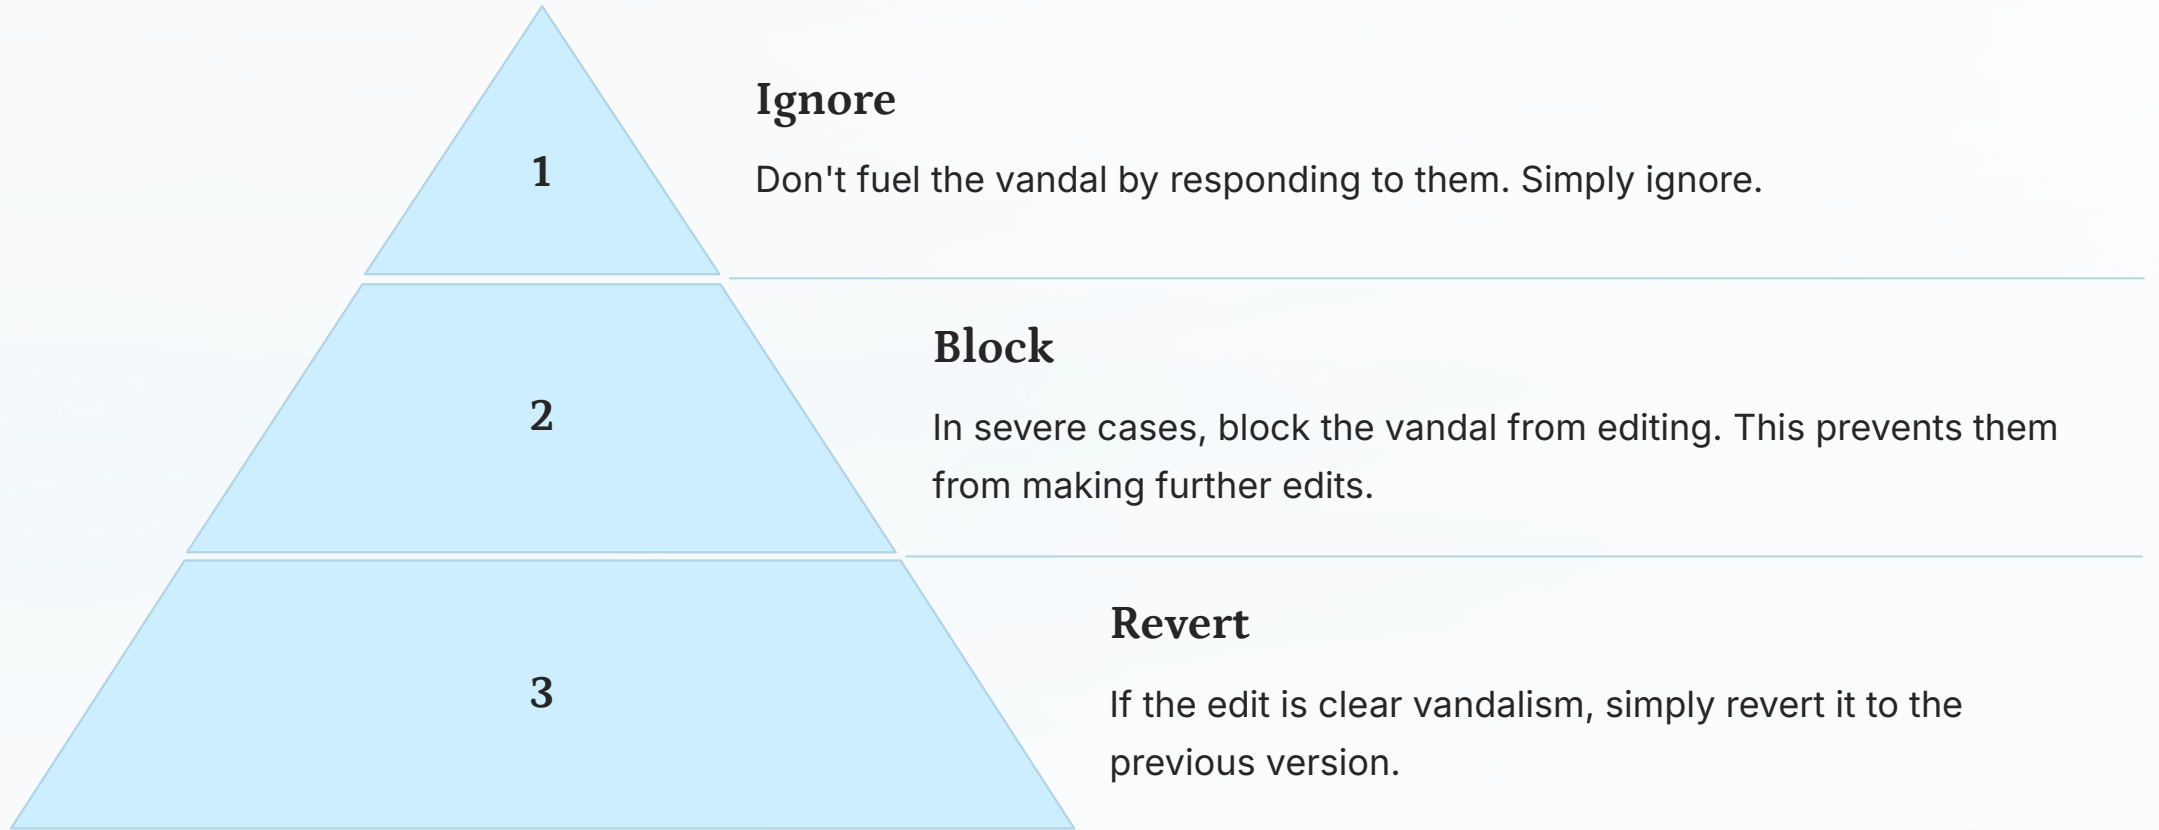 1
Ignore
Don't fuel the vandal by responding to them. Simply ignore.
2
Block
In severe cases, block the vandal from editing. This prevents them
from making further edits.
3
Revert
If the edit is clear vandalism, simply revert it to the
previous version.